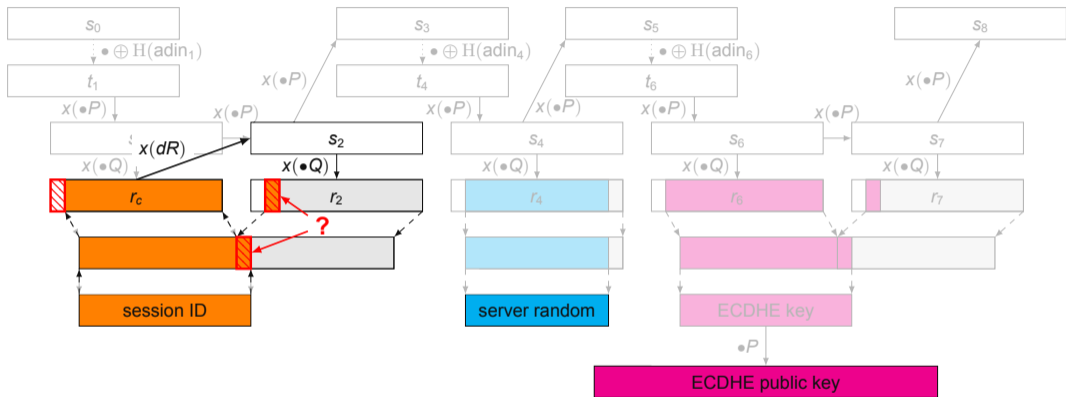 s₀
s₃
s₅
s₈
• ⊕ H(adin₁)
• ⊕ H(adin₄)
• ⊕ H(adin₆)
t₁
x(•P)
t₄
x(•P)
t₆
x(•P)
x(•P)
x(•P)
x(•P)
x(•P)
x(•P)
s
x(dR)
s₂
s₄
s₆
s₇
x(•Q)
x(•Q)
x(•Q)
x(•Q)
x(•Q)
r_c
r₂
r₄
r₆
r₇
?
session ID
server random
ECDHE key
•P
ECDHE public key